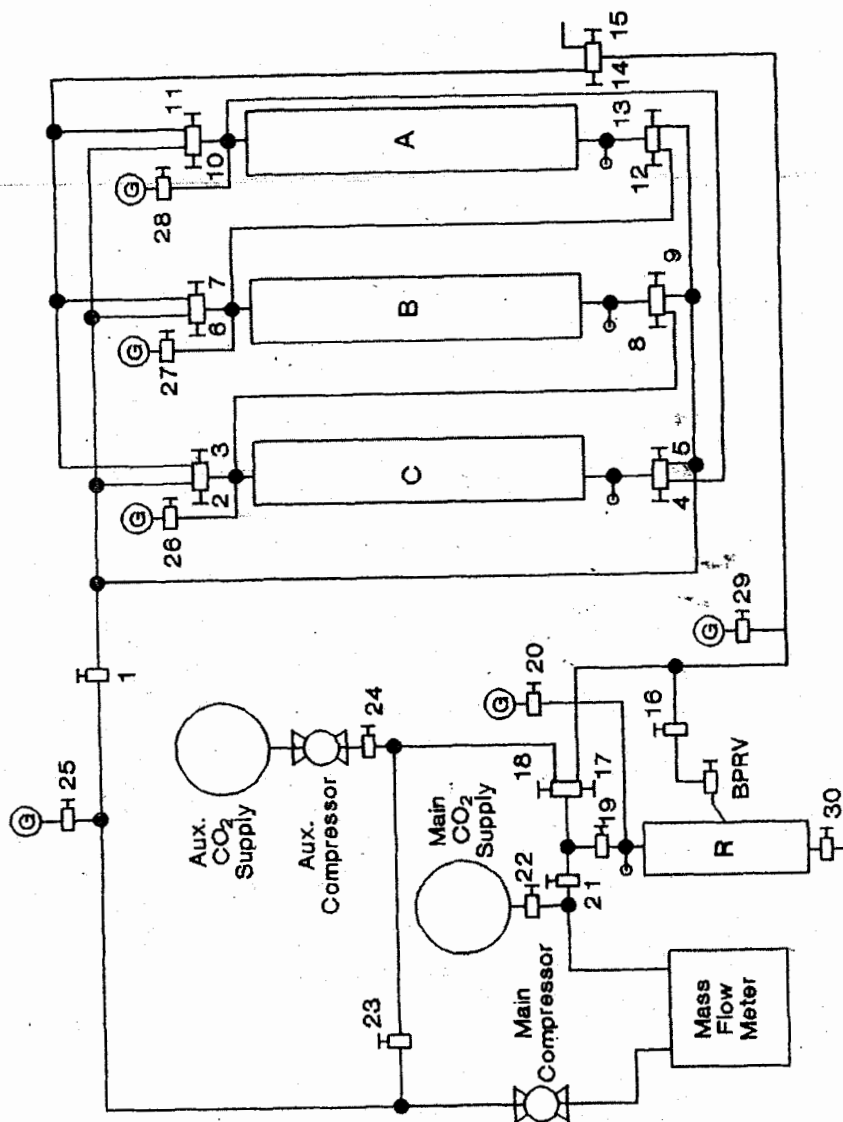 15
14
11
10
G
28
A
13
12
7
6
G
27
B
9
8
3
2
G
26
C
5
4
1
G
25
Aux.
CO₂
Supply
Aux.
Compressor
24
23
G
29
G
20
16
BPRV
18
17
19
Main
CO₂
Supply
22
21
R
30
Main
Compressor
Mass
Flow
Meter